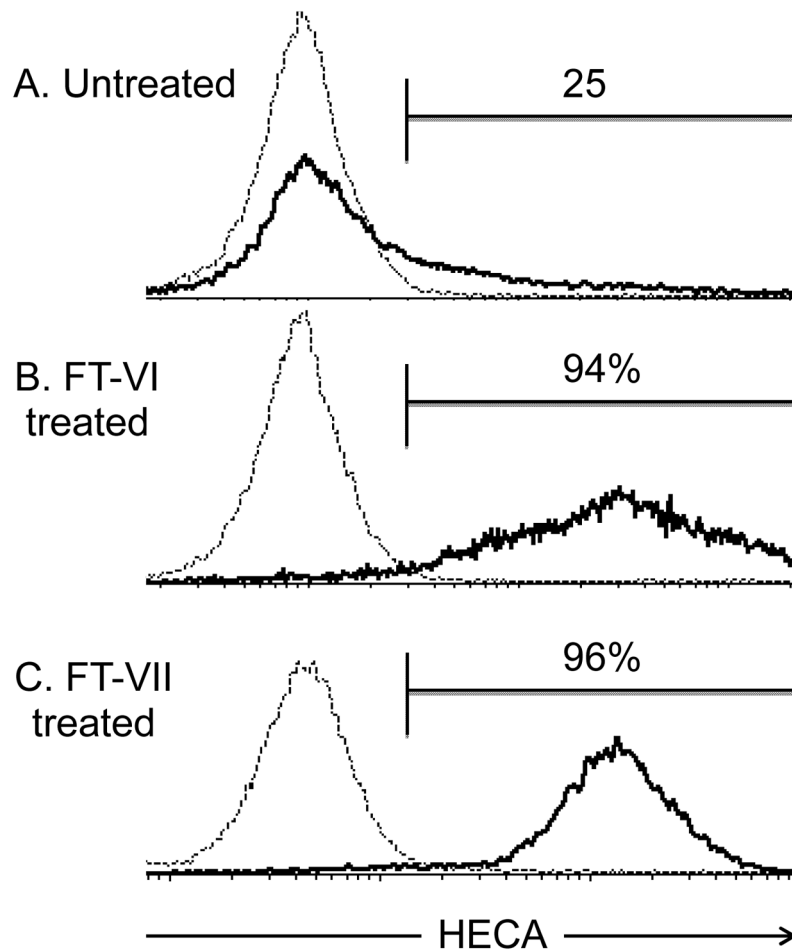 A. Untreated
25
B. FT-VI
treated
94%
C. FT-VII
treated
96%
HECA